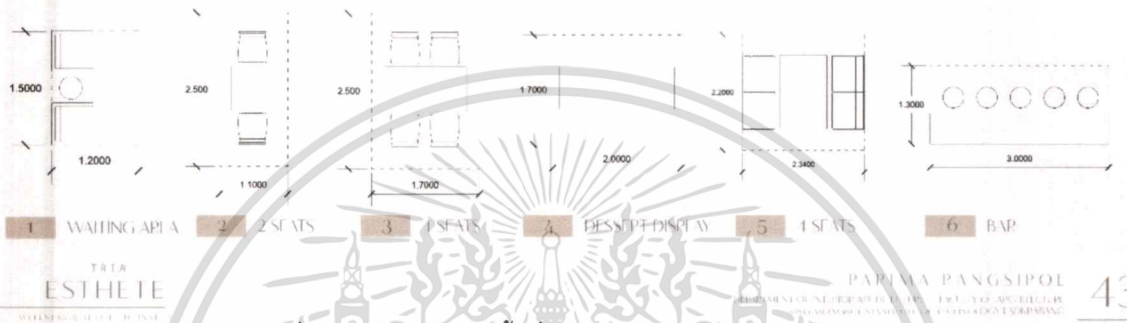 1.5000
1.2000
2.500
1.1000
2.500
1.7000
1.7000
2.0000
2.2000
2.3400
1.3000
3.0000
1 WAITING AREA
2 2 SEATS
3 4 SEATS
4 DESSERT DISPLAY
5 4 SEATS
6 BAR
ESTHETE
PARIMA RANGSIPOL
43